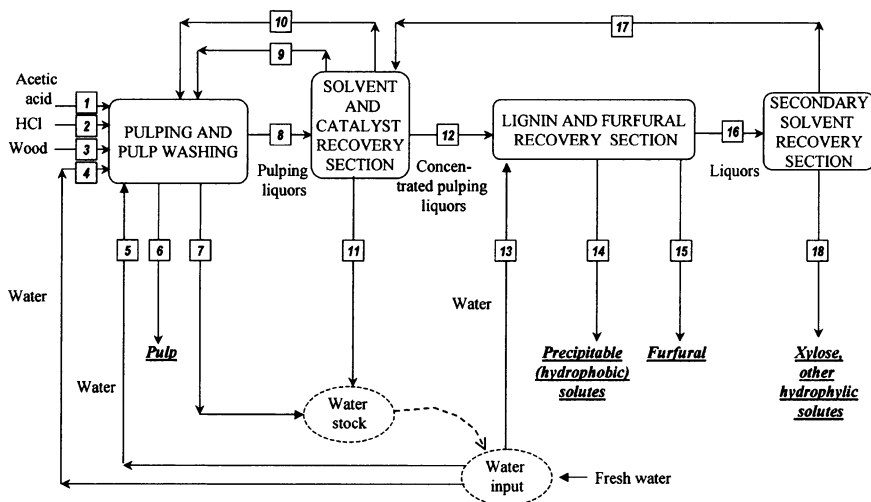 10
17
9
Acetic
acid
1
HCl
2
Wood
3
4
PULPING AND
PULP WASHING
8
Pulping
liquors
SOLVENT
AND
CATALYST
RECOVERY
SECTION
12
Concen-
trated pulping
liquors
LIGNIN AND FURFURAL
RECOVERY SECTION
16
Liquors
SECONDARY
SOLVENT
RECOVERY
SECTION
5
6
7
11
13
14
15
18
Water
Water
Water
Pulp
Precipitable
(hydrophobic)
solutes
Furfural
Xylose,
other
hydrophylic
solutes
Water
stock
Water
input
Fresh water